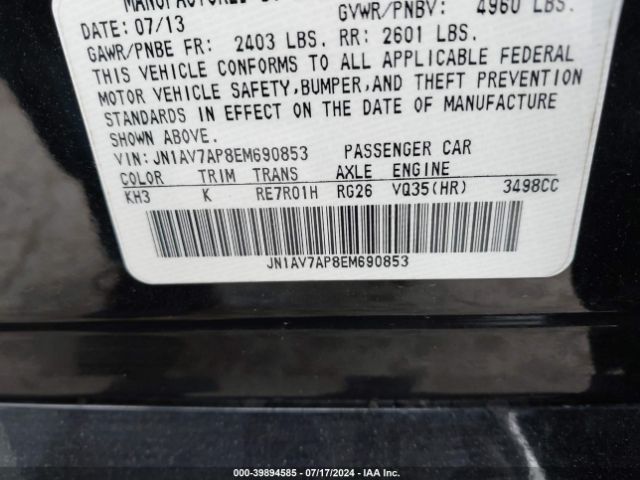 MANUFACTURED
DATE: 07/13 GVWR/PNBV: 4960 LBS.
GAWR/PNBE FR: 2403 LBS. RR: 2601 LBS.
THIS VEHICLE CONFORMS TO ALL APPLICABLE FEDERAL
MOTOR VEHICLE SAFETY,BUMPER,AND THEFT PREVENTION
STANDARDS IN EFFECT ON THE DATE OF MANUFACTURE
SHOWN ABOVE.
VIN: JN1AV7AP8EM690853 PASSENGER CAR
COLOR TRIM TRANS AXLE ENGINE
KH3 K RE7R01H RG26 VQ35(HR) 3498CC
JN1AV7AP8EM690853
000-39894585 | 07/17/2024 | IAA Inc.